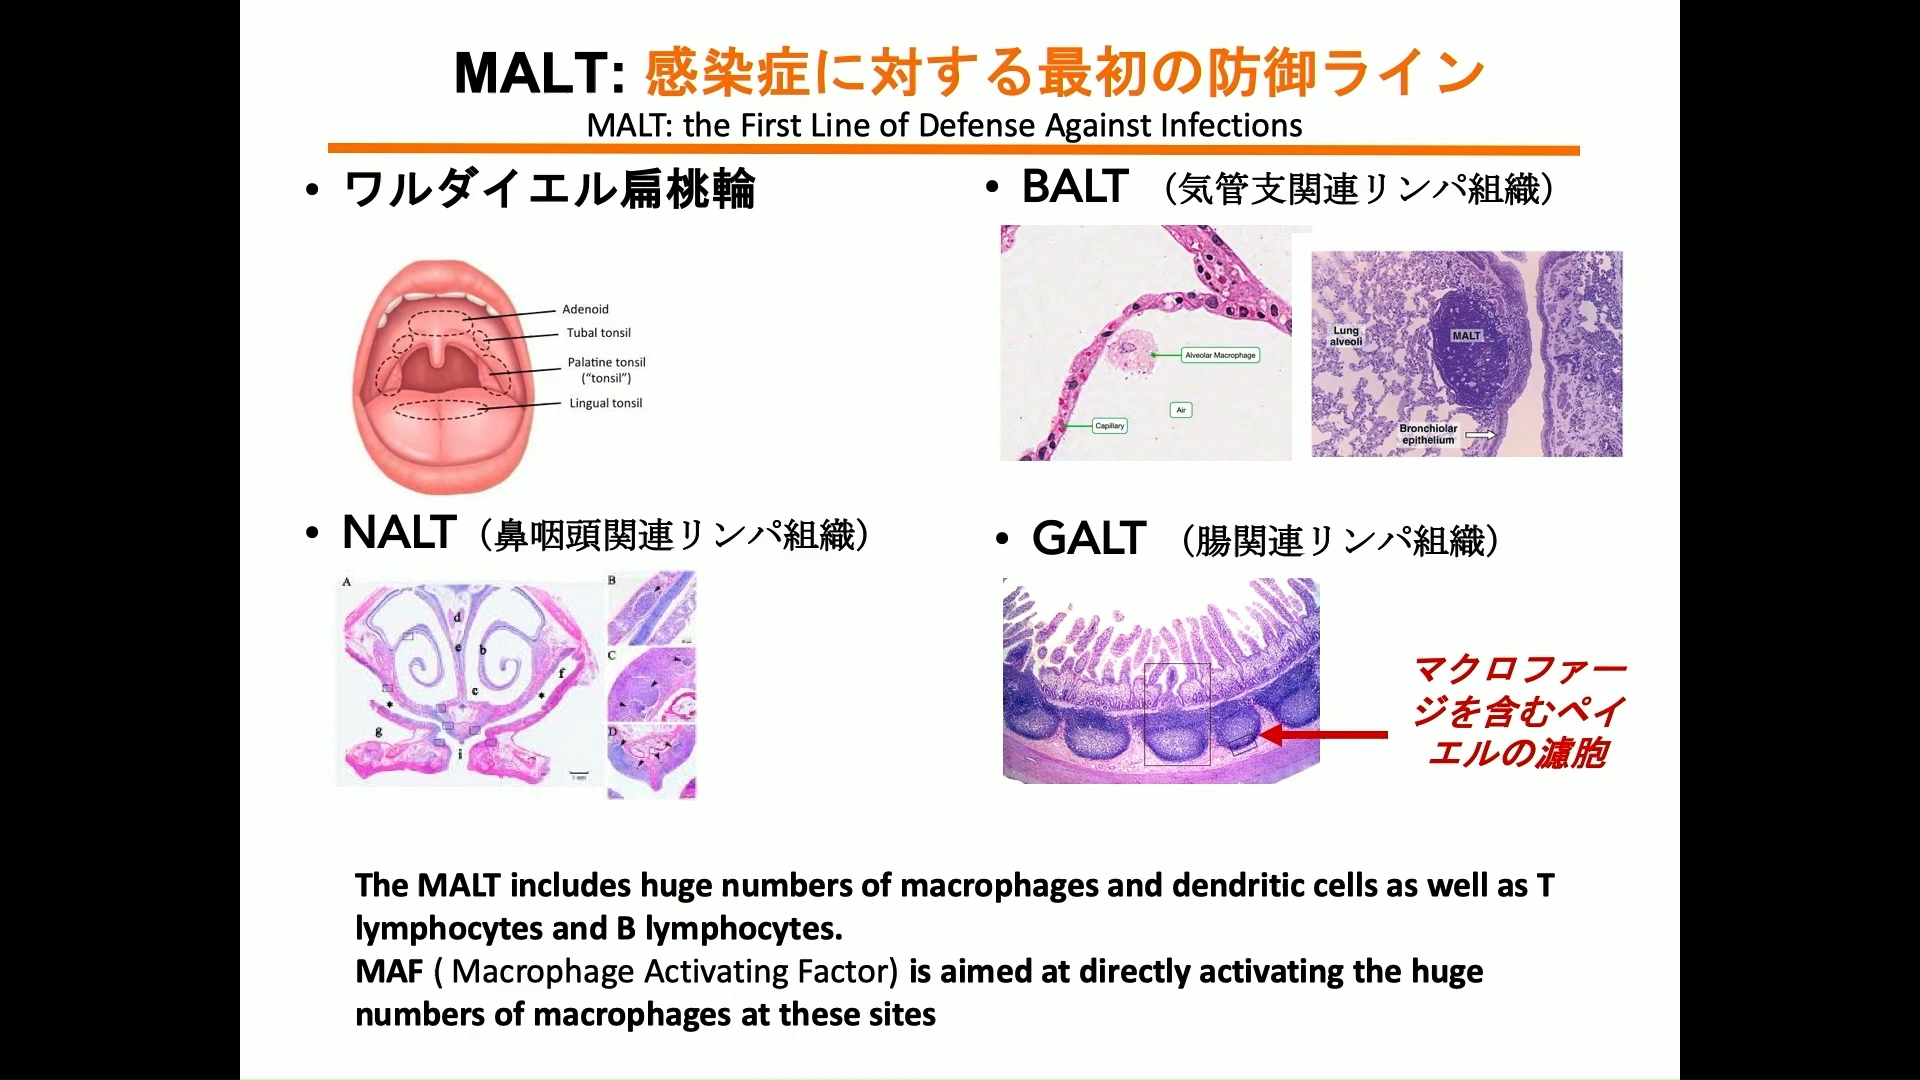 MALT: 感染症に対する最初の防御ライン
MALT: the First Line of Defense Against Infections
• ワルダイエル扁桃輪
Adenoid
Tubal tonsil
Palatine tonsil
(“tonsil”)
Lingual tonsil
• BALT （気管支関連リンパ組織）
Alveolar Macrophage
Air
Capillary
Lung
alveoli
MALT
Bronchiolar
epithelium
• NALT（鼻咽頭関連リンパ組織）
A
d
e
b
c
f
*
*
g
i
B
C
D
• GALT （腸関連リンパ組織）
マクロファー
ジを含むペイ
エルの濾胞
The MALT includes huge numbers of macrophages and dendritic cells as well as T
lymphocytes and B lymphocytes.
MAF ( Macrophage Activating Factor) is aimed at directly activating the huge
numbers of macrophages at these sites